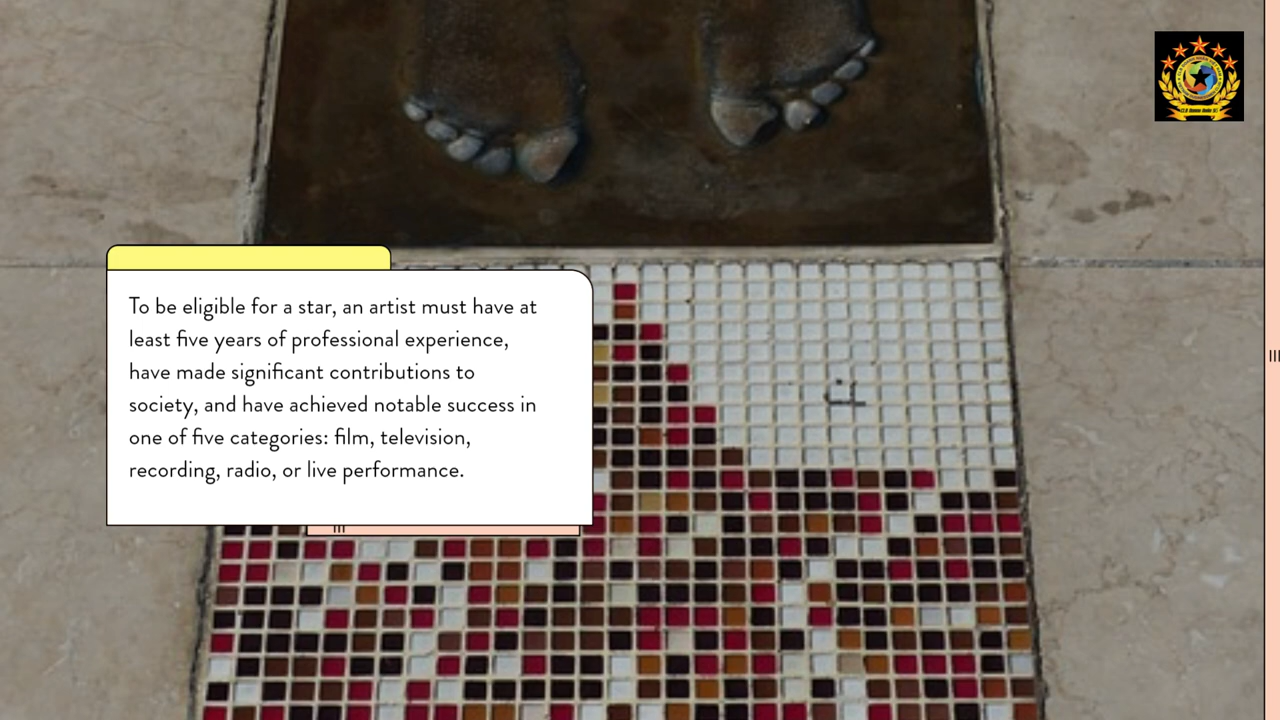 To be eligible for a star, an artist must have at
least five years of professional experience,
have made significant contributions to
society, and have achieved notable success in
one of five categories: film, television,
recording, radio, or live performance.